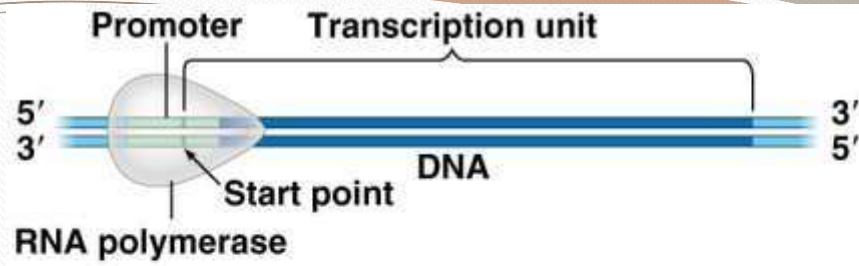 Promoter Transcription unit
5′ 3′
3′ 5′
DNA
Start point
RNA polymerase